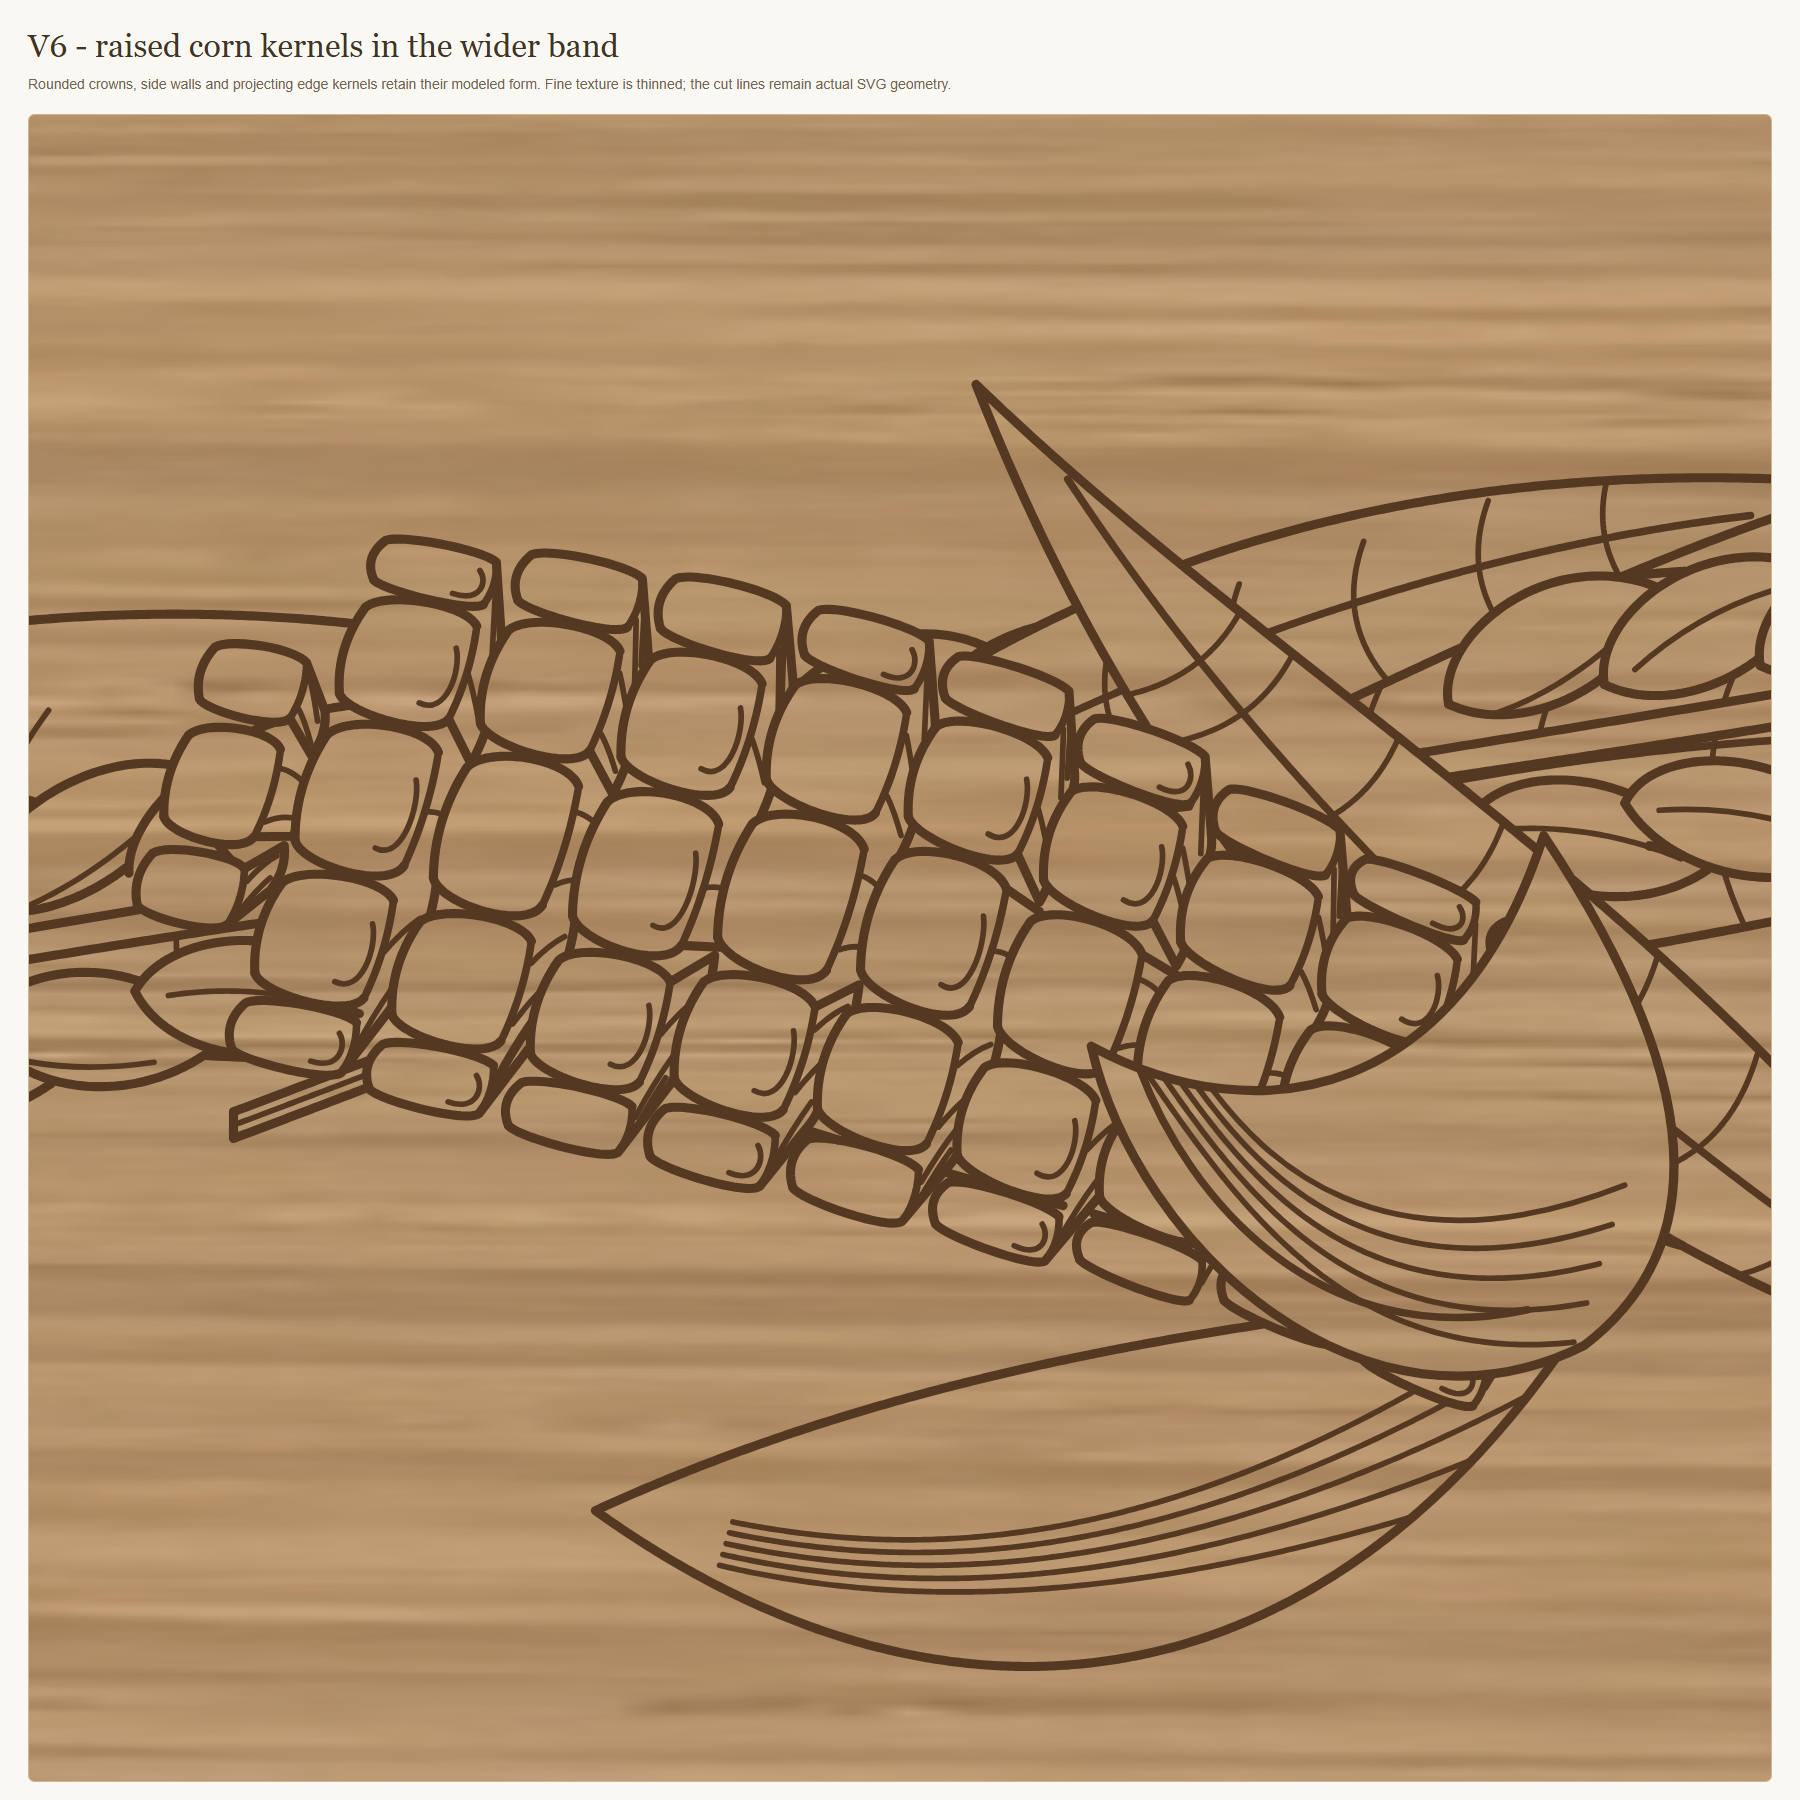 V6 - raised corn kernels in the wider band
Rounded crowns, side walls and projecting edge kernels retain their modeled form. Fine texture is thinned; the cut lines remain actual SVG geometry.